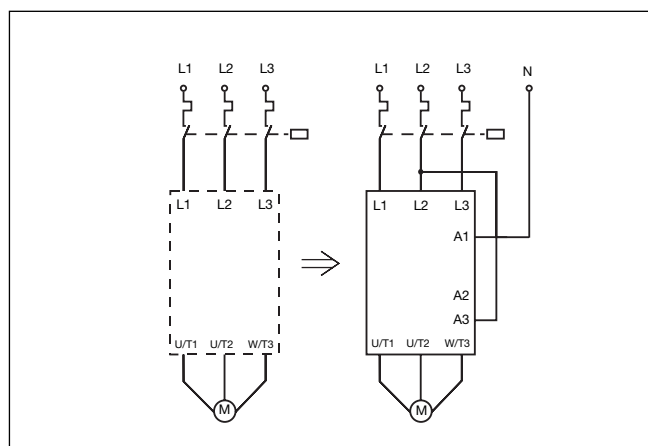 L1 L2 L3
L1 L2 L3
U/T1 U/T2 W/T3
M
L1 L2 L3 N
L1 L2 L3
A1
A2
A3
U/T1 U/T2 W/T3
M